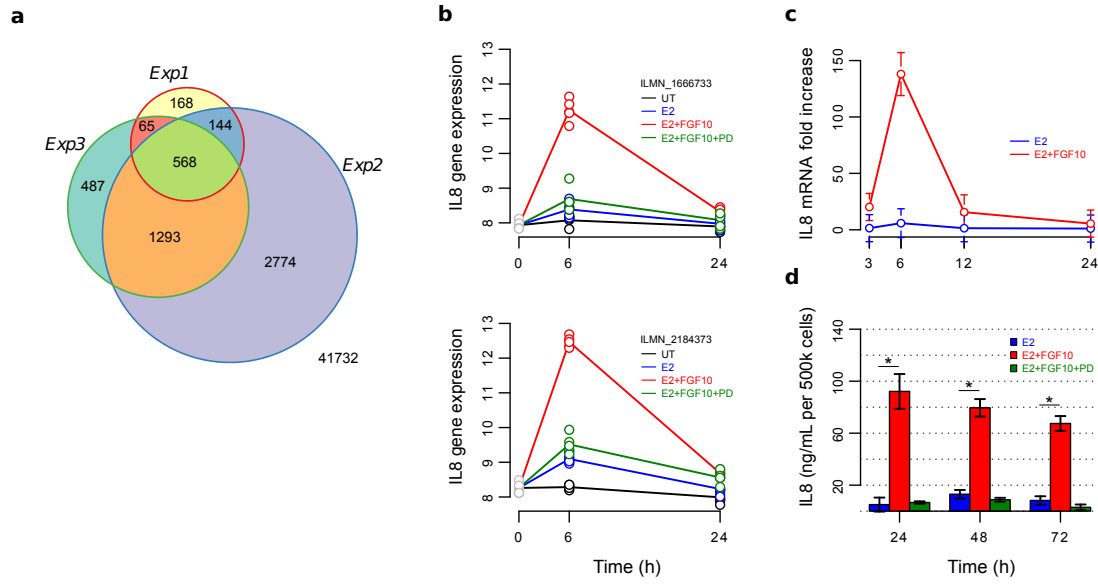 a
Exp1
168
65
144
Exp3
Exp2
568
487
1293
2774
41732
b
IL8 gene expression
13
12
11
10
9
8
ILMN_1666733
UT
E2
E2+FGF10
E2+FGF10+PD
0
6
24
IL8 gene expression
13
12
11
10
9
8
ILMN_2184373
UT
E2
E2+FGF10
E2+FGF10+PD
0
6
24
Time (h)
c
IL8 mRNA fold increase
150
100
50
0
E2
E2+FGF10
3
6
12
24
d
IL8 (ng/mL per 500k cells)
140
100
60
20
E2
E2+FGF10
E2+FGF10+PD
*
*
*
24
48
72
Time (h)